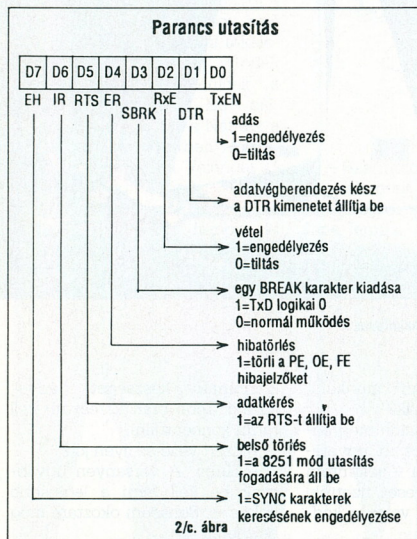 Parancs utasítás
D7 D6 D5 D4 D3 D2 D1 D0
EH IR RTS ER SBRK RxE DTR TxEN
adás
1=engedélyezés
0=tiltás
adatvégberendezés kész
a DTR kimenetet állítja be
vétel
1=engedélyezés
0=tiltás
egy BREAK karakter kiadása
1=TxD logikai 0
0=normál működés
hibatörlés
1=törli a PE, OE, FE
hibajelzőket
adatkérés
1=az RTS-t állítja be
belső törlés
1=a 8251 mód utasítás
fogadására áll be
1=SYNC karakterek
keresésének engedélyezése
2/c. ábra